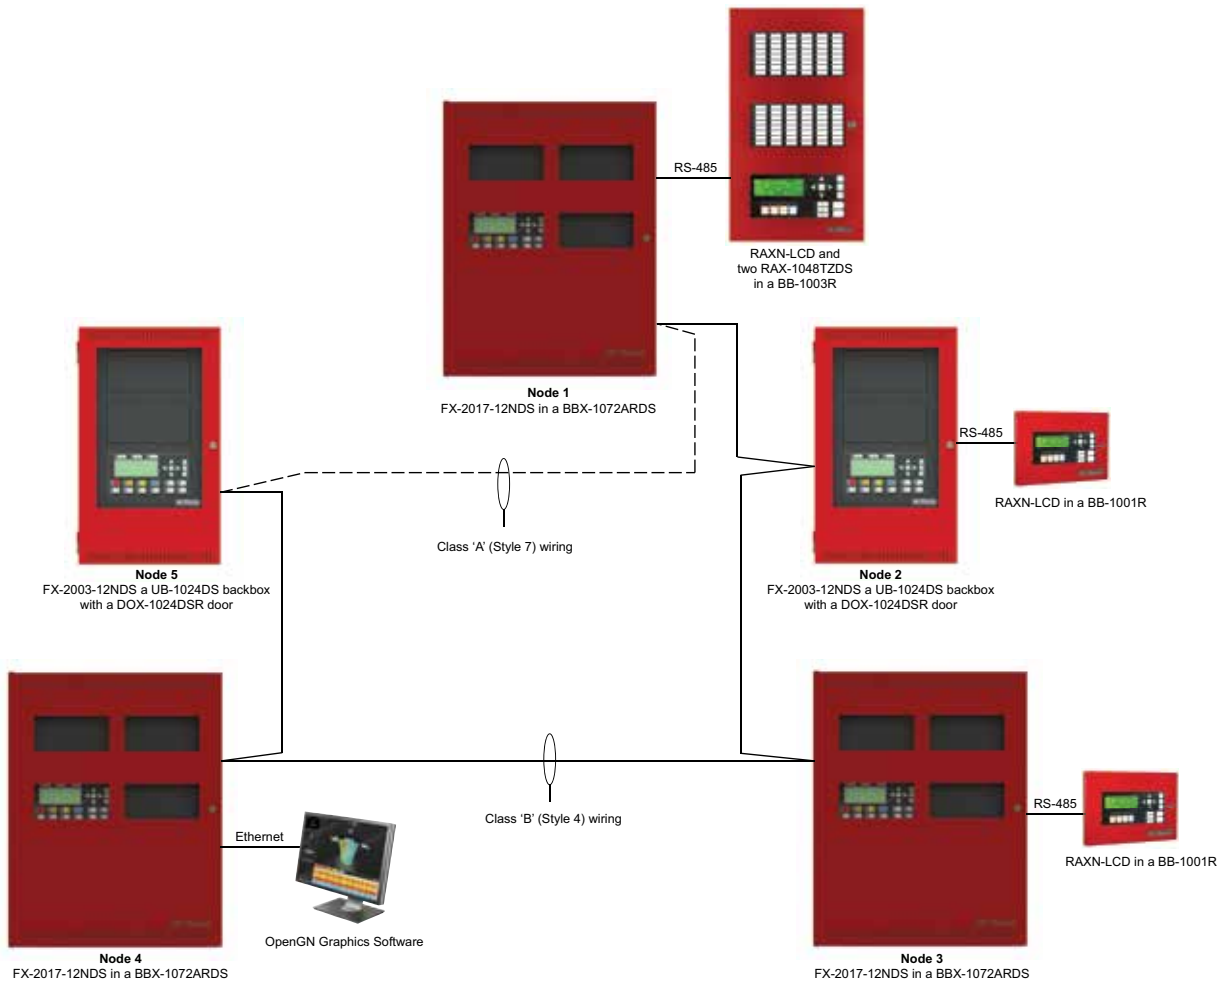 RS-485
RAXN-LCD and
two RAX-1048TZDS
in a BB-1003R
Node 1
FX-2017-12NDS in a BBX-1072ARDS
RS-485
RAXN-LCD in a BB-1001R
Class ‘A’ (Style 7) wiring
Node 5
FX-2003-12NDS a UB-1024DS backbox
with a DOX-1024DSR door
Node 2
FX-2003-12NDS a UB-1024DS backbox
with a DOX-1024DSR door
Class ‘B’ (Style 4) wiring
RS-485
RAXN-LCD in a BB-1001R
Ethernet
OpenGN Graphics Software
Node 4
FX-2017-12NDS in a BBX-1072ARDS
Node 3
FX-2017-12NDS in a BBX-1072ARDS